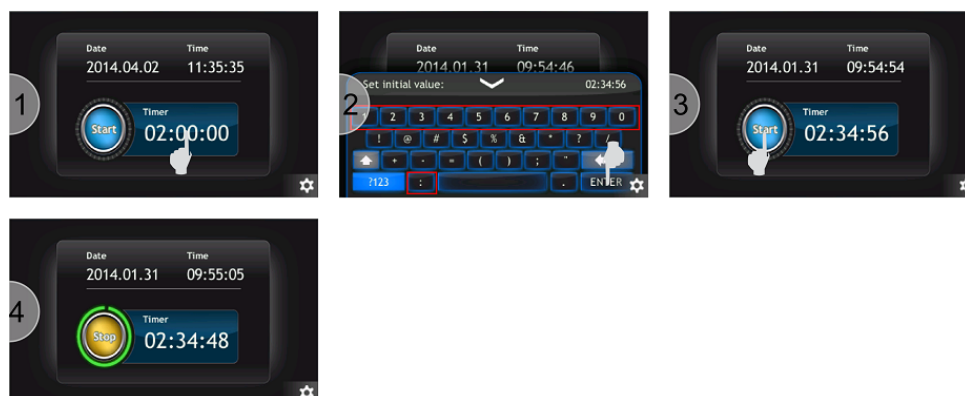 1
Date Time
2014.04.02 11:35:35
Start
Timer
02:00:00
2
Date Time
2014.01.31 09:54:46
Set initial value: 02:34:56
1 2 3 4 5 6 7 8 9 0
! @ # $ % & * ? /
+ - = ( ) ; "
?123 : . ENTER
3
Date Time
2014.01.31 09:54:54
Start
Timer
02:34:56
4
Date Time
2014.01.31 09:55:05
Stop
Timer
02:34:48